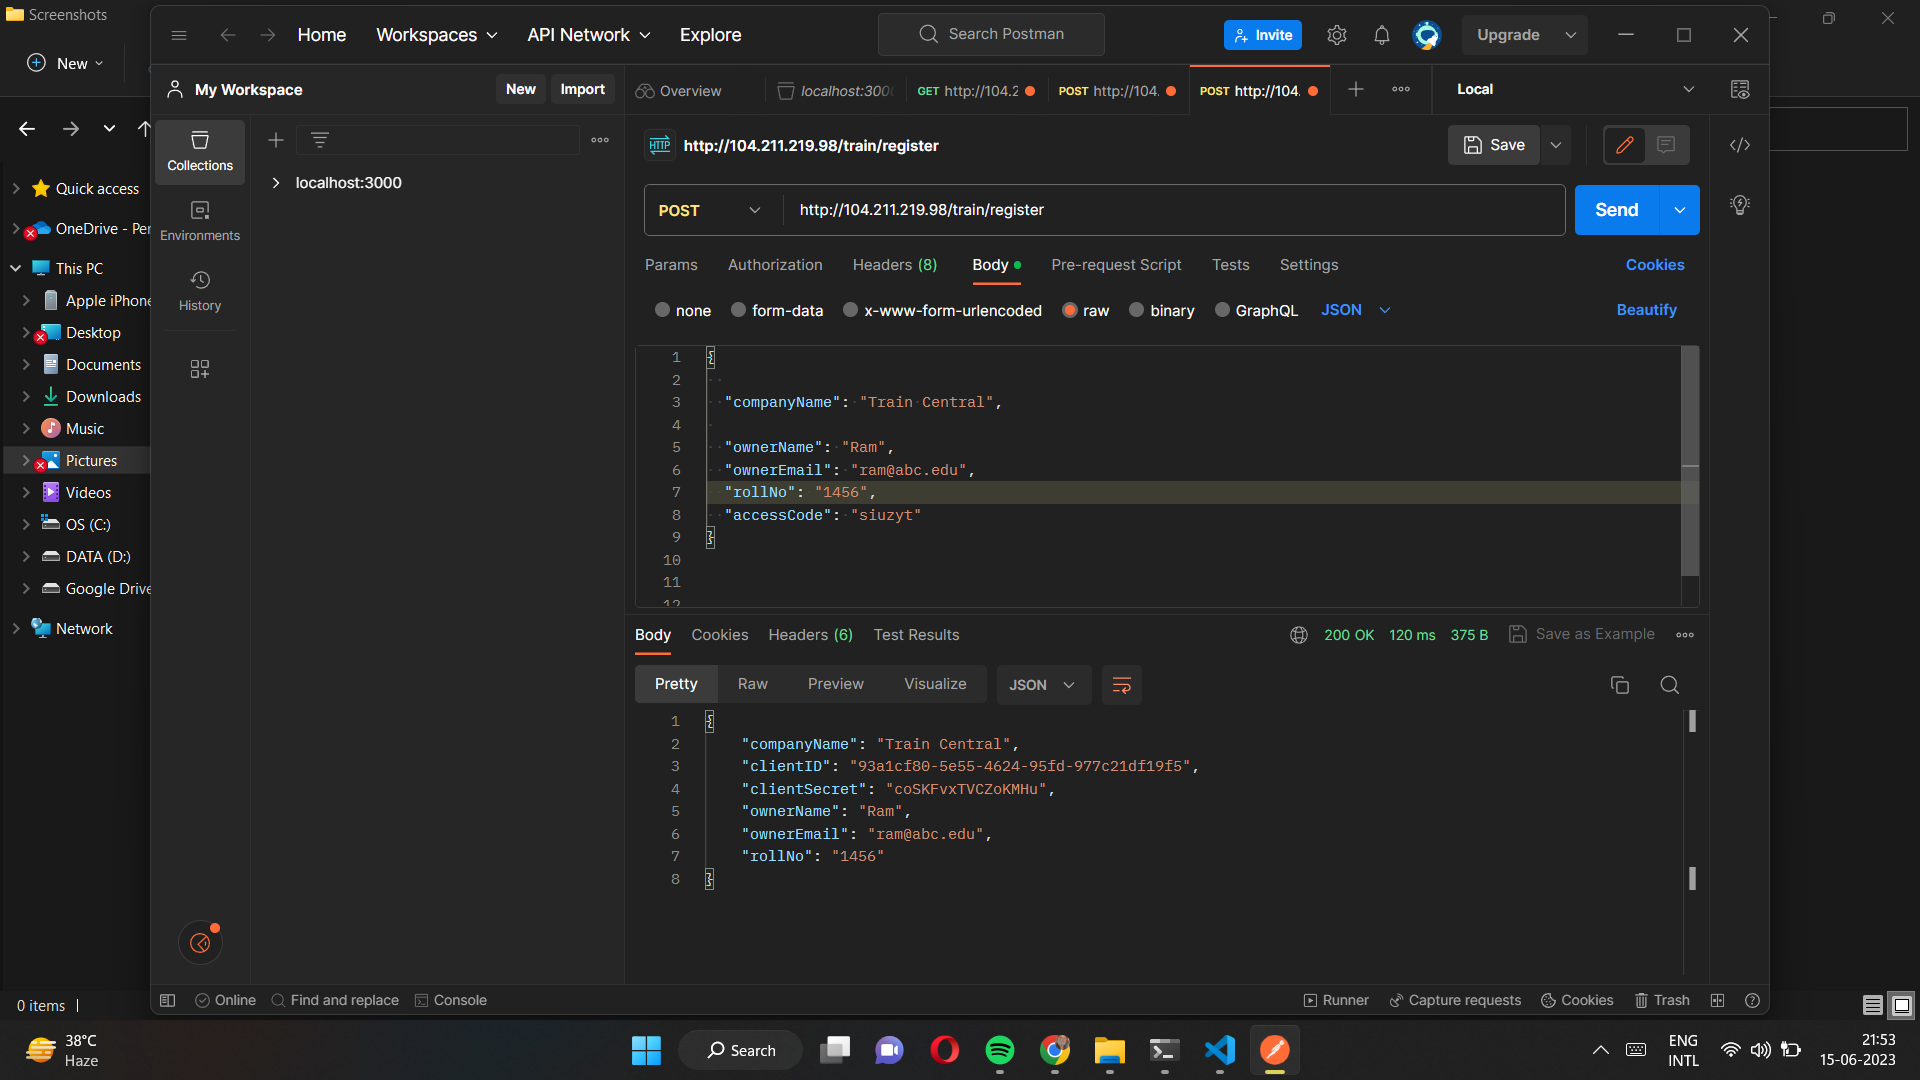 Screenshots
New
Quick access
OneDrive - Per
This PC
Apple iPhone
Desktop
Documents
Downloads
Music
Pictures
Videos
OS (C:)
DATA (D:)
Google Drive
Network
0 items
Home
Workspaces
API Network
Explore
Search Postman
Invite
Upgrade
My Workspace
New
Import
Overview
localhost:300
GET http://104.2
POST http://104.
POST http://104.
Local
Collections
Environments
History
localhost:3000
HTTP
http://104.211.219.98/train/register
Save
POST
http://104.211.219.98/train/register
Send
Params
Authorization
Headers (8)
Body
Pre-request Script
Tests
Settings
Cookies
none
form-data
x-www-form-urlencoded
raw
binary
GraphQL
JSON
Beautify
1 {
2
3 "companyName": "Train Central",
4
5 "ownerName": "Ram",
6 "ownerEmail": "ram@abc.edu",
7 "rollNo": "1456",
8 "accessCode": "siuzyt"
9 }
10
11
12
Body
Cookies
Headers (6)
Test Results
200 OK
120 ms
375 B
Save as Example
Pretty
Raw
Preview
Visualize
JSON
1 {
2 "companyName": "Train Central",
3 "clientID": "93a1cf80-5e55-4624-95fd-977c21df19f5",
4 "clientSecret": "coSKFvxTVCZoKMHu",
5 "ownerName": "Ram",
6 "ownerEmail": "ram@abc.edu",
7 "rollNo": "1456"
8 }
Online
Find and replace
Console
Runner
Capture requests
Cookies
Trash
38°C
Haze
Search
ENG
INTL
21:53
15-06-2023